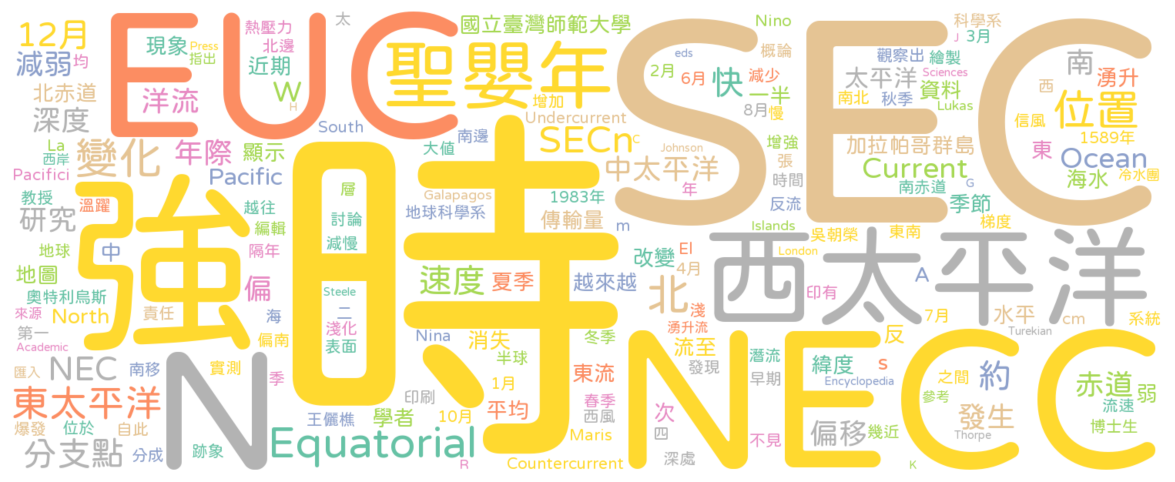 12月
EUC
聖嬰年
SEC
國立臺灣師範大學
太
熱壓力
北邊
Press
指出
現象
近期
減弱
均
洋流
W
H
北赤道
深度
Nino
科學系
J
3月
概論
觀察出
繪製
eds
2月
6月
減少
太平洋
Sciences
南
湧升
快
一半
8月
慢
南北
秋季
資料
Lukas
西
信風
位置
1589年
增加
Undercurrent
South
南邊
大值
SECn
C
Johnson
中太平洋
年
增強
張
時間
加拉帕哥群島
Current
東
Ocean
海水
冷水團
La
西岸
Pacifici
變化
年際
顯示
Pacific
教授
溫躍
越往
研究
編輯
層
討論
減慢
Galapagos
1983年
地球科學系
傳輸量
m
反流
南赤道
G
季節
梯度
Islands
吳朝榮
東南
London
強
時
西太平洋
地球
中
隔年
地圖
偏
奧特利烏斯
來源
North
責任
海
偏南
第一
Academic
Steele
二
淺化
表面
速度
夏季
越來越
改變
El
4月
北
淺
湧升流
印有
A
7月
水平
cm
系統
Turekian
NEC
南移
實測
匯入
季
N
Nina
消失
半球
冬季
流至
發現
潛流
早期
反
緯度
s
Encyclopedia
之間
參考
約
赤道
弱
流速
博士生
NECC
東太平洋
爆發
位於
自此
分支點
分成
跡象
王儷樵
學者
印刷
1月
10月
平均
東流
春季
西風
Maris
次
四
不見
偏移
幾近
發生
Thorpe
Equatorial
R
Countercurrent
深處
K